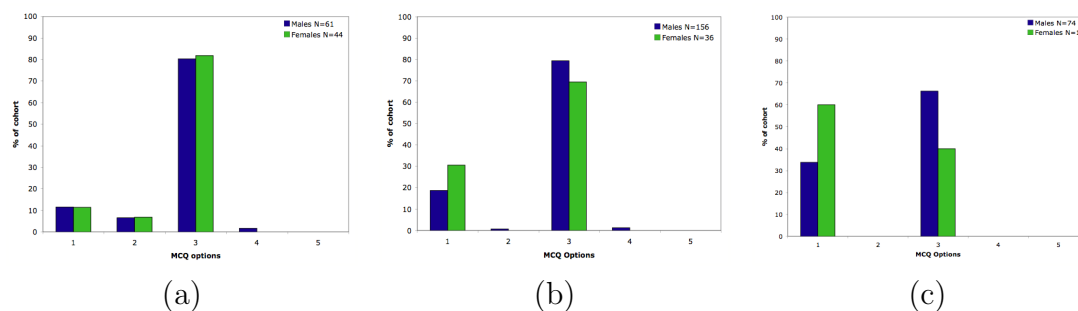 100
90
80
70
60
50
40
30
20
10
0
% of cohort
Males N=61
Females N=44
1 2 3 4 5
MCQ options
(a)
100
90
80
70
60
50
40
30
20
10
0
% of cohort
Males N=156
Females N=36
1 2 3 4 5
MCQ Options
(b)
100
90
80
70
60
50
40
30
20
10
0
% of cohort
Males N=74
Females N=1
1 2 3 4 5
MCQ options
(c)